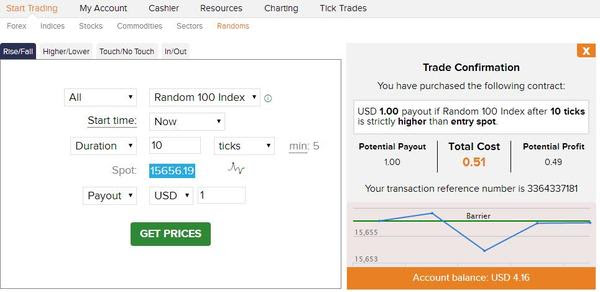 Start Trading My Account Cashier Resources Charting Tick Trades
Forex Indices Stocks Commodities Sectors Randoms
Rise/Fall Higher/Lower Touch/No Touch In/Out
All Random 100 Index
Start time: Now
Duration 10 ticks min: 5
Spot: 15656.19
Payout USD 1
GET PRICES
X
Trade Confirmation
You have purchased the following contract:
USD 1.00 payout if Random 100 Index after 10 ticks
is strictly higher than entry spot.
Potential Payout Total Cost Potential Profit
1.00 0.51 0.49
Your transaction reference number is 3364337181
Barrier
15,655
15,653
Account balance: USD 4.16